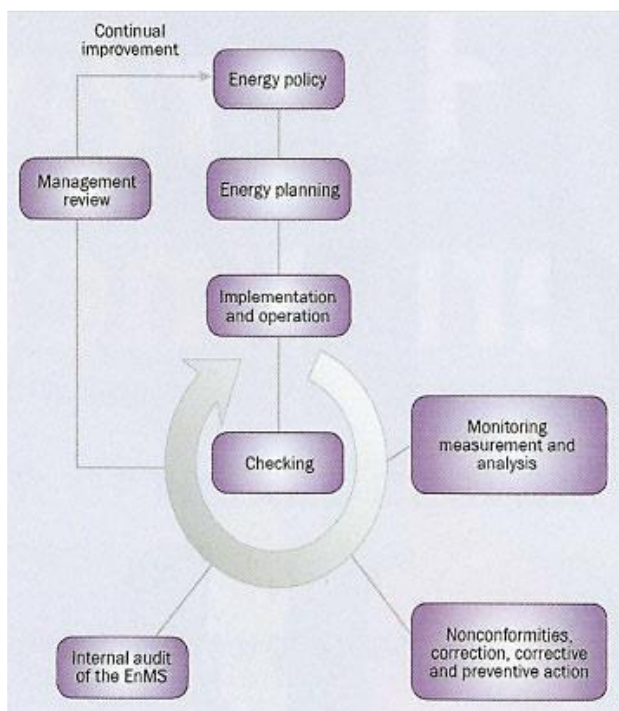 Continual
improvement
Energy policy
Management
review
Energy planning
Implementation
and operation
Checking
Monitoring
measurement and
analysis
Internal audit
of the EnMS
Nonconformities,
correction, corrective
and preventive action